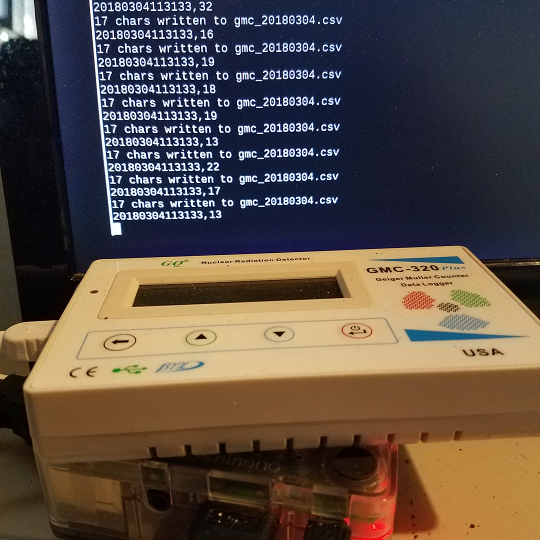 20180304113133,32
17 chars written to gmc_20180304.csv
20180304113133,16
17 chars written to gmc_20180304.csv
20180304113133,19
17 chars written to gmc_20180304.csv
20180304113133,18
17 chars written to gmc_20180304.csv
20180304113133,19
17 chars written to gmc_20180304.csv
20180304113133,13
17 chars written to gmc_20180304.csv
20180304113133,22
17 chars written to gmc_20180304.csv
20180304113133,17
17 chars written to gmc_20180304.csv
20180304113133,13
GQ Nuclear Radiation Detector
GMC-320 Plus
Geiger Muller Counter
Data Logger
USA
CE